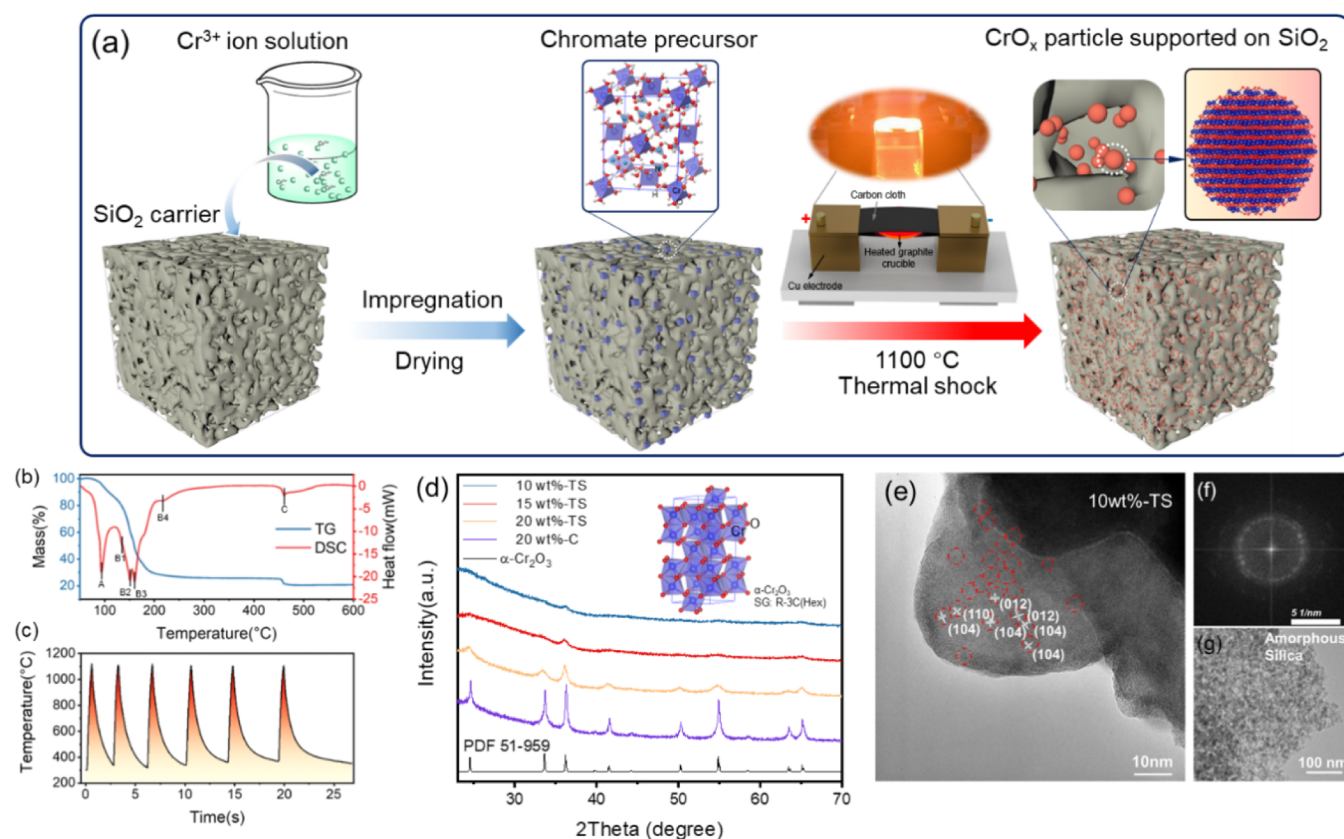 (a)
Cr³⁺ ion solution
SiO₂ carrier
Impregnation
Drying
Chromate precursor
Cr
H
O
Carbon cloth
+
-
Heated graphite
crucible
Cu electrode
1100 °C
Thermal shock
CrOₓ particle supported on SiO₂
(b)
Mass(%)
100
80
60
40
20
A
B1
B2
B3
B4
C
TG
DSC
0
-5
-10
-15
-20
-25
Heat flow(mW)
100 200 300 400 500 600
Temperature(°C)
(c)
Temperature(°C)
1200
1000
800
600
400
200
0 5 10 15 20 25
Time(s)
(d)
10 wt%-TS
15 wt%-TS
20 wt%-TS
20 wt%-C
α-Cr₂O₃
Cr
O
α-Cr₂O₃
SG: R-3C(Hex)
Intensity(a.u.)
PDF 51-959
30 40 50 60 70
2Theta (degree)
(e)
10wt%-TS
(012)
(110)
(012)
(104)
(104)
(104)
(104)
10nm
(f)
5 1/nm
(g)
Amorphous
Silica
100 nm